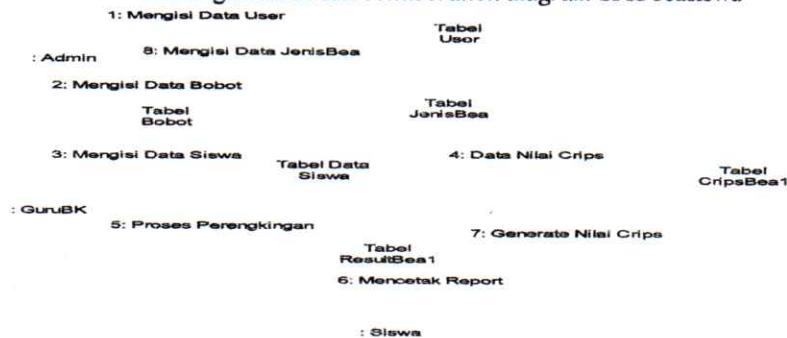 1: Mengisi Data User
Tabel
User
8: Mengisi Data JenisBea
: Admin
2: Mengisi Data Bobot
Tabel
Bobot
Tabel
JenisBea
3: Mengisi Data Siswa
Tabel Data
Siswa
4: Data Nilai Crips
Tabel
CripsBea1
: GuruBK
5: Proses Perengkingan
7: Generate Nilai Crips
Tabel
ResultBea1
6: Mencetak Report
: Siswa